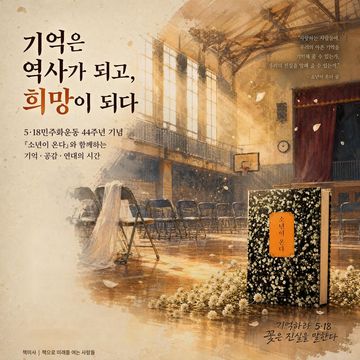 기억은
역사가 되고,
희망이 되다
5·18민주화운동 44주년 기념
『소년이 온다』와 함께하는
기억·공감·연대의 시간
소년이 온다
기억하라 5·18
꽃은 진실을 말한다
책미사 | 책으로 미래를 여는 사람들